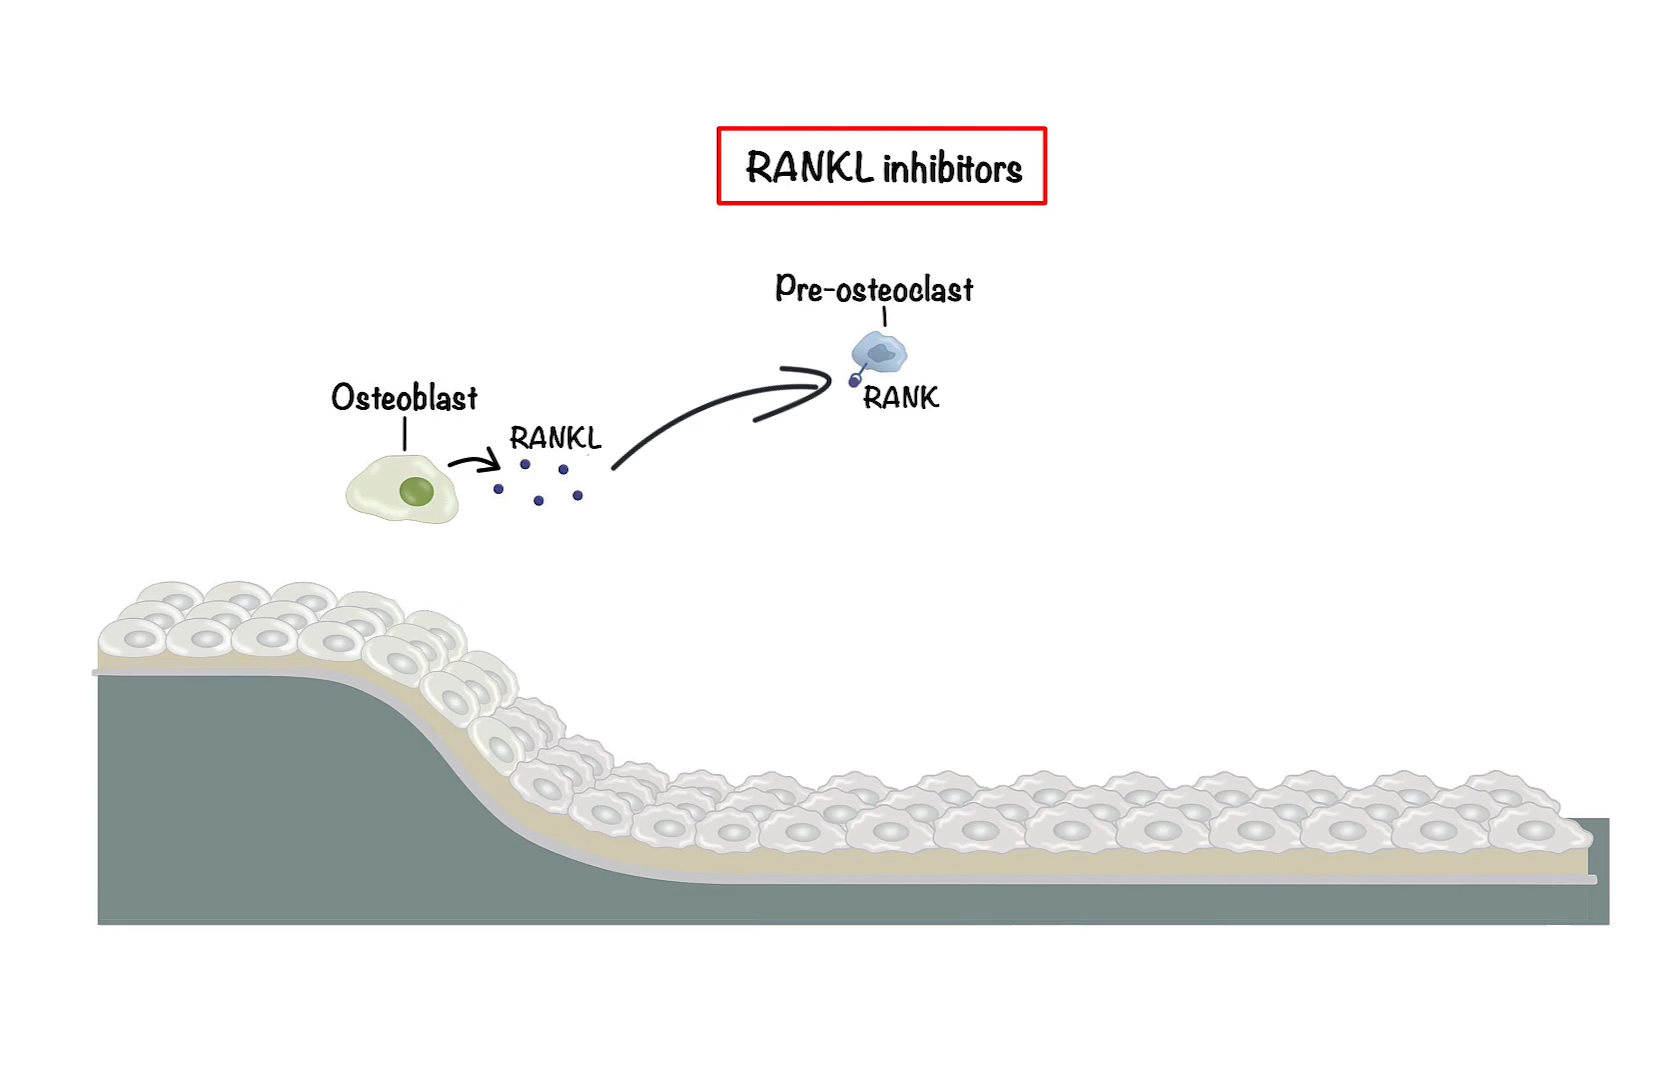 RANKL inhibitors
Pre-osteoclast
RANK
Osteoblast
RANKL